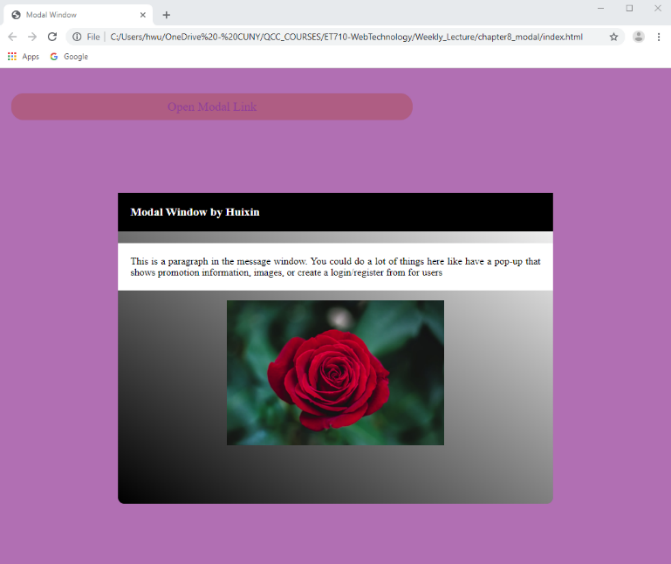 Modal Window
File
C:/Users/hwu/OneDrive%20-%20CUNY/QCC_COURSES/ET710-WebTechnology/Weekly_Lecture/chapter8_modal/index.html
Apps Google
Open Modal Link
Modal Window by Huixin
This is a paragraph in the message window. You could do a lot of things here like have a pop-up that
shows promotion information, images, or create a login/register from for users